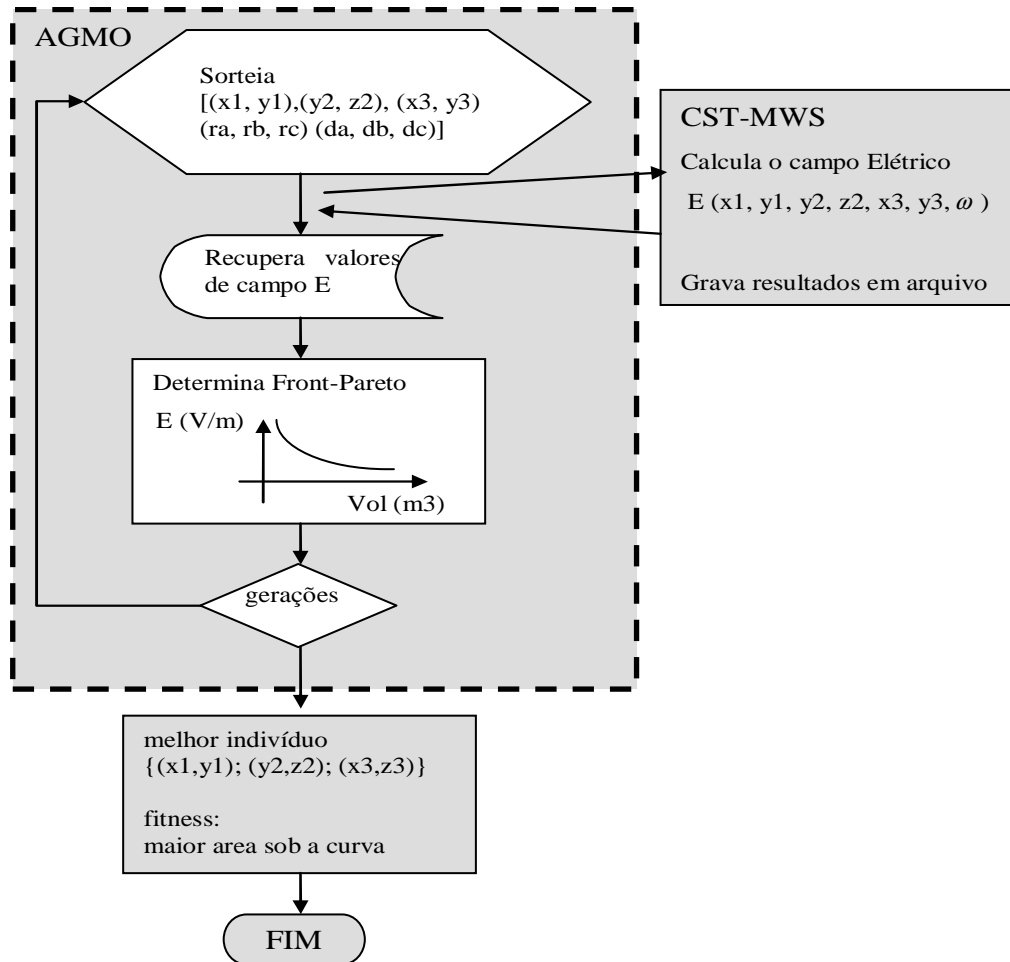 AGMO
Sorteia
[(x1, y1),(y2, z2), (x3, y3)
(ra, rb, rc) (da, db, dc)]
CST-MWS
Calcula o campo Elétrico
E (x1, y1, y2, z2, x3, y3, ω )
Grava resultados em arquivo
Recupera valores
de campo E
Determina Front-Pareto
E (V/m)
Vol (m3)
gerações
melhor indivíduo
{(x1,y1); (y2,z2); (x3,z3)}
fitness:
maior area sob a curva
FIM